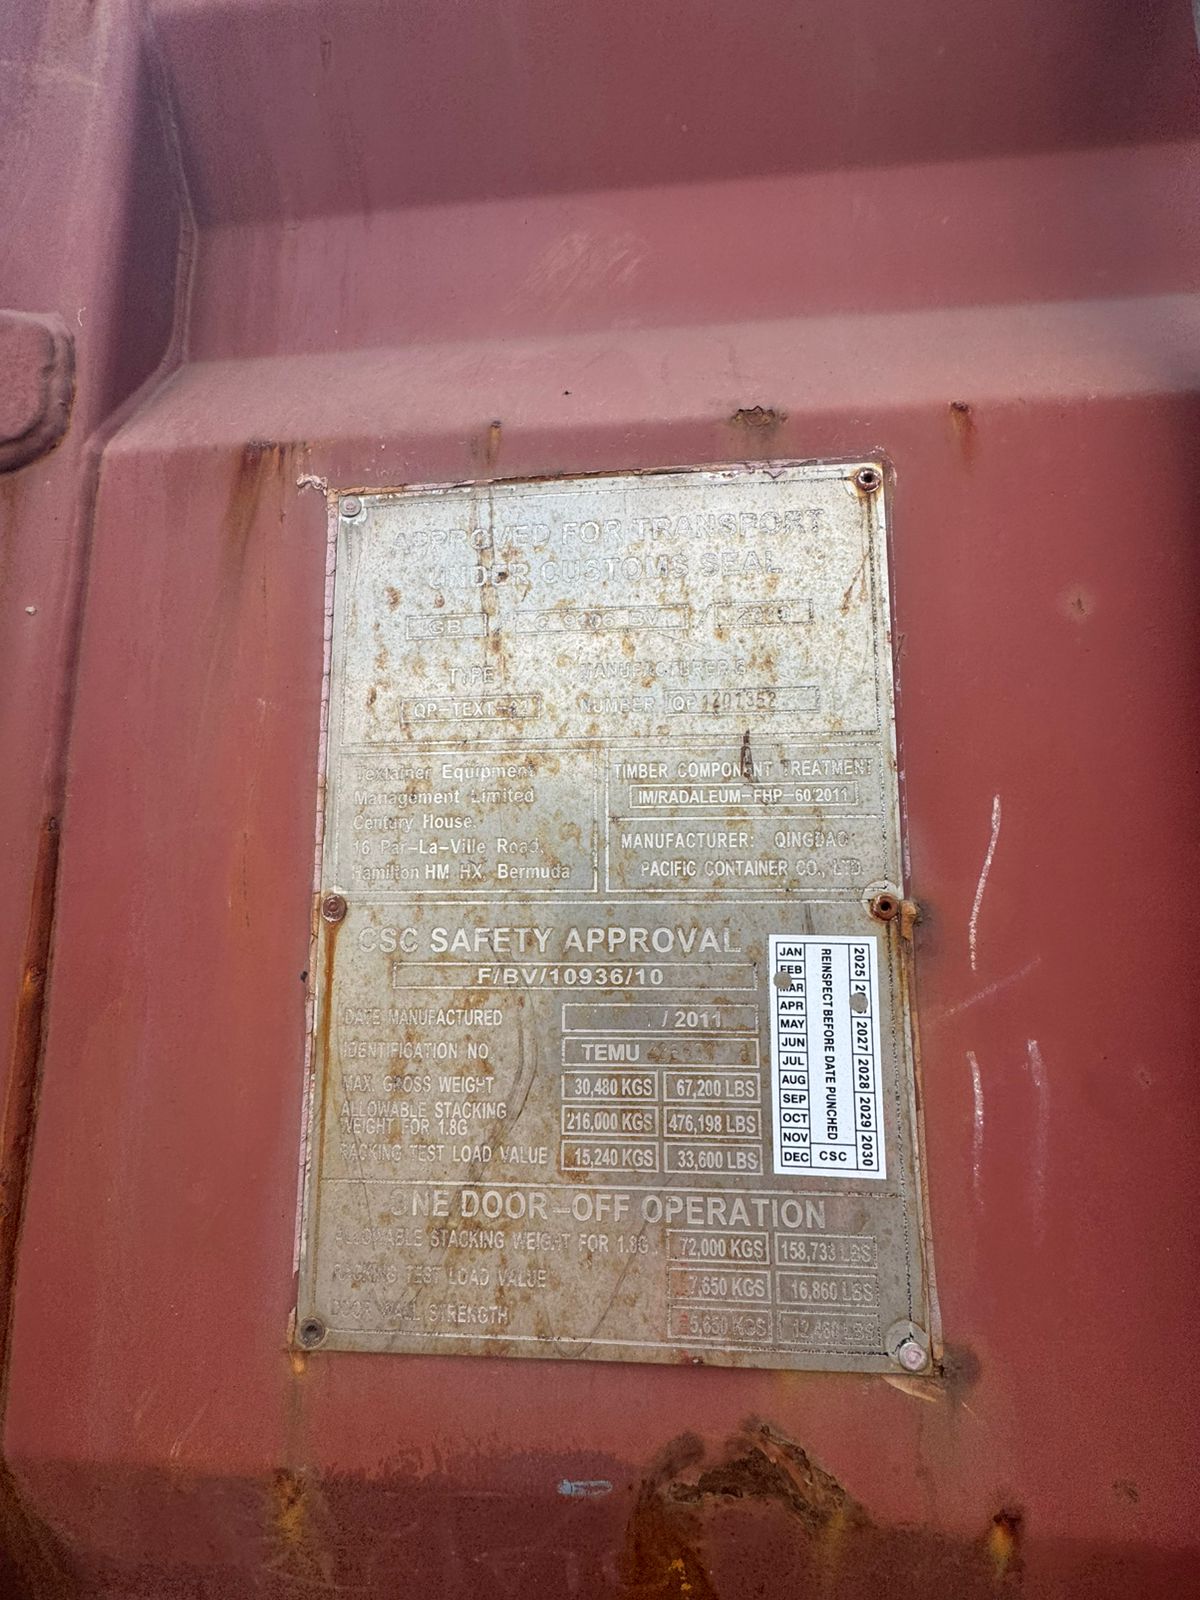 APPROVED FOR TRANSPORT
UNDER CUSTOMS SEAL
GB
TYPE MANUFACTURER'S
NUMBER
Textainer Equipment
Management Limited
Century House,
16 Par-La-Ville Road,
Hamilton HM HX, Bermuda
TIMBER COMPONENT TREATMENT
IM/RADALEUM-FHP-60/2011
MANUFACTURER: QINGDAO
PACIFIC CONTAINER CO., LTD.
CSC SAFETY APPROVAL
F/BV/10936/10
DATE MANUFACTURED / 2011
IDENTIFICATION NO TEMU
MAX. GROSS WEIGHT 30,480 KGS 67,200 LBS
ALLOWABLE STACKING
WEIGHT FOR 1.8G 216,000 KGS 476,198 LBS
RACKING TEST LOAD VALUE 15,240 KGS 33,600 LBS
ONE DOOR-OFF OPERATION
ALLOWABLE STACKING WEIGHT FOR 1.8G 72,000 KGS 158,733 LBS
RACKING TEST LOAD VALUE 7,650 KGS 16,860 LBS
DOOR WALL STRENGTH
JAN
FEB
MAR
APR
MAY
JUN
JUL
AUG
SEP
OCT
NOV
DEC
REINSPECT BEFORE DATE PUNCHED
CSC
2025 2027 2028 2029 2030